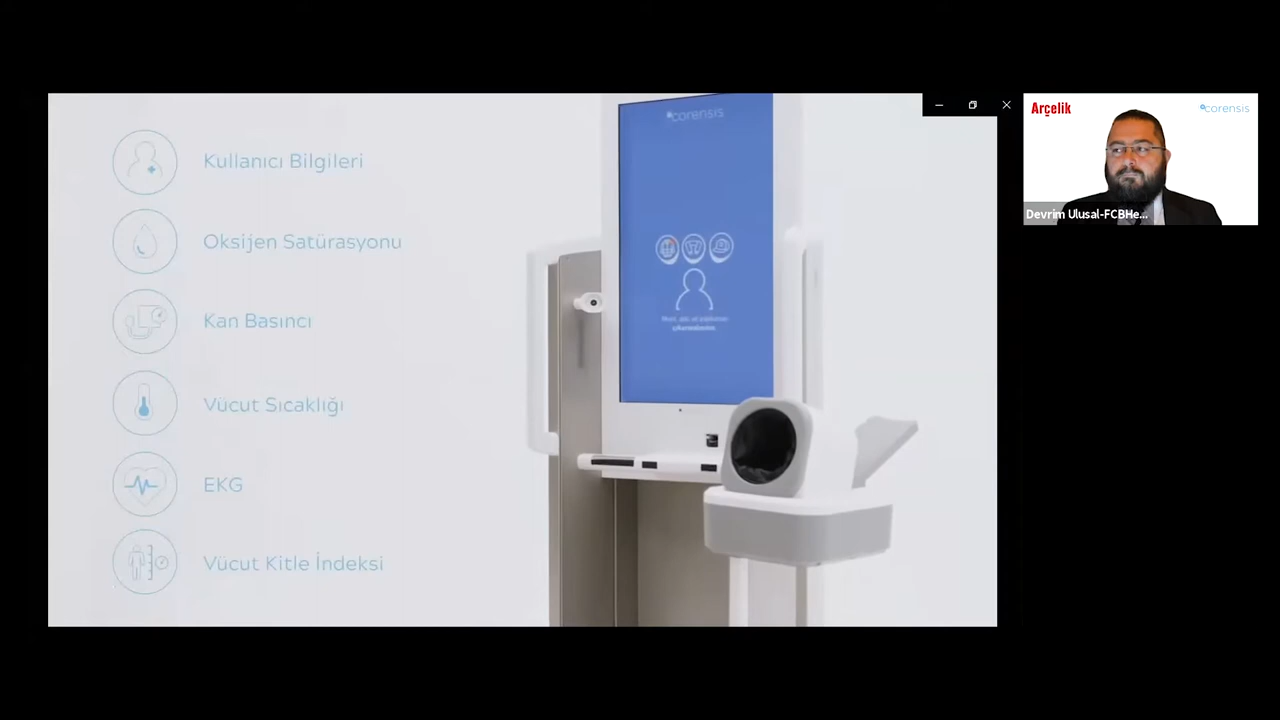 Kullanıcı Bilgileri
Oksijen Satürasyonu
Kan Basıncı
Vücut Sıcaklığı
EKG
Vücut Kitle İndeksi
corensis
Arçelik
corensis
Devrim Ulusal-FCBHe...